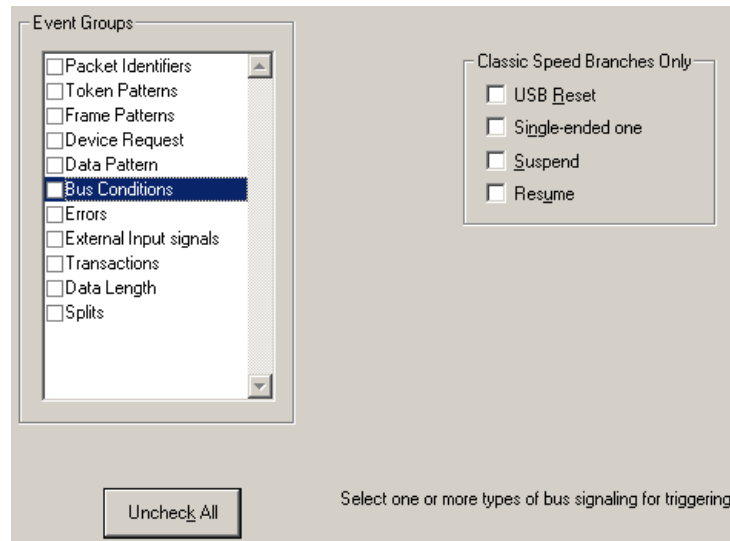 Event Groups
Packet Identifiers
Token Patterns
Frame Patterns
Device Request
Data Pattern
Bus Conditions
Errors
External Input signals
Transactions
Data Length
Splits
Classic Speed Branches Only
USB Reset
Single-ended one
Suspend
Resume
Uncheck All
Select one or more types of bus signaling for triggering